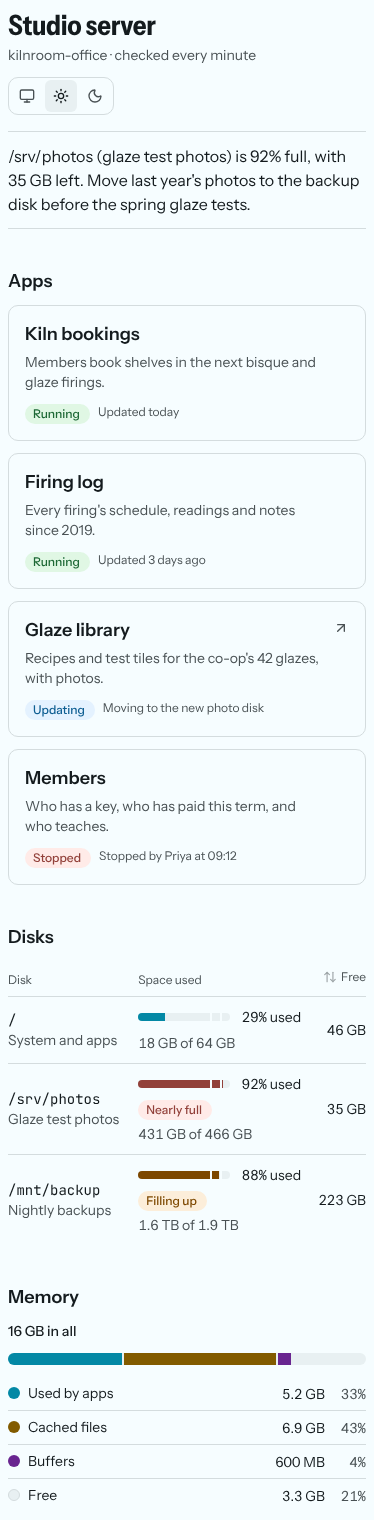 Studio server
kilnroom-office · checked every minute
/srv/photos (glaze test photos) is 92% full, with
35 GB left. Move last year's photos to the backup
disk before the spring glaze tests.
Apps
Kiln bookings
Members book shelves in the next bisque and
glaze firings.
Running Updated today
Firing log
Every firing's schedule, readings and notes
since 2019.
Running Updated 3 days ago
Glaze library
Recipes and test tiles for the co-op's 42 glazes,
with photos.
Updating Moving to the new photo disk
Members
Who has a key, who has paid this term, and
who teaches.
Stopped Stopped by Priya at 09:12
Disks
Disk Space used Free
/ 29% used 46 GB
System and apps 18 GB of 64 GB
/srv/photos 92% used 35 GB
Glaze test photos Nearly full
431 GB of 466 GB
/mnt/backup 88% used 223 GB
Nightly backups Filling up
1.6 TB of 1.9 TB
Memory
16 GB in all
Used by apps 5.2 GB 33%
Cached files 6.9 GB 43%
Buffers 600 MB 4%
Free 3.3 GB 21%